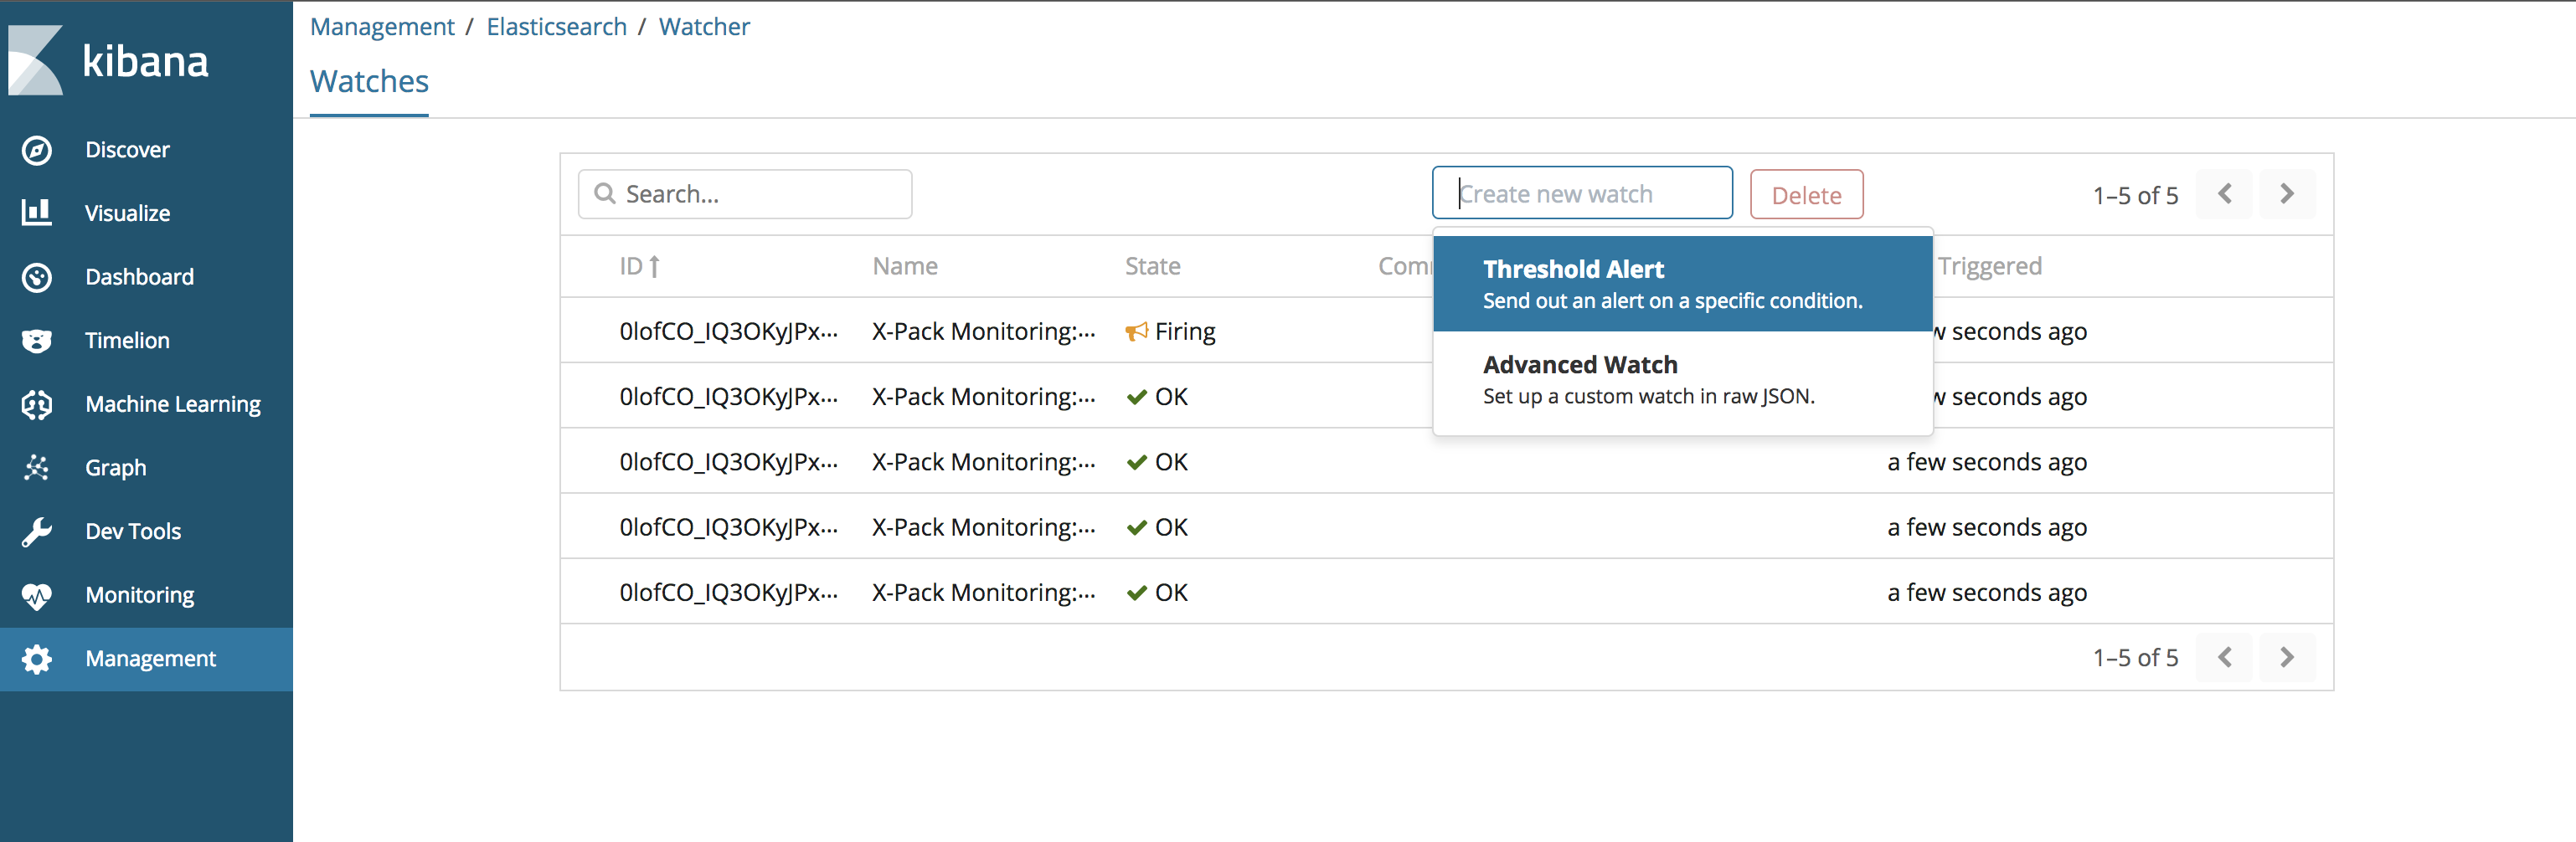 kibana
Discover
Visualize
Dashboard
Timelion
Machine Learning
Graph
Dev Tools
Monitoring
Management
Management / Elasticsearch / Watcher
Watches
Search... Create new watch Delete 1–5 of 5
ID Name State Com Triggered
Threshold Alert
Send out an alert on a specific condition.
Advanced Watch
Set up a custom watch in raw JSON.
0lofCO_IQ3OKyJPx... X-Pack Monitoring:... Firing w seconds ago
0lofCO_IQ3OKyJPx... X-Pack Monitoring:... OK w seconds ago
0lofCO_IQ3OKyJPx... X-Pack Monitoring:... OK a few seconds ago
0lofCO_IQ3OKyJPx... X-Pack Monitoring:... OK a few seconds ago
0lofCO_IQ3OKyJPx... X-Pack Monitoring:... OK a few seconds ago
1–5 of 5